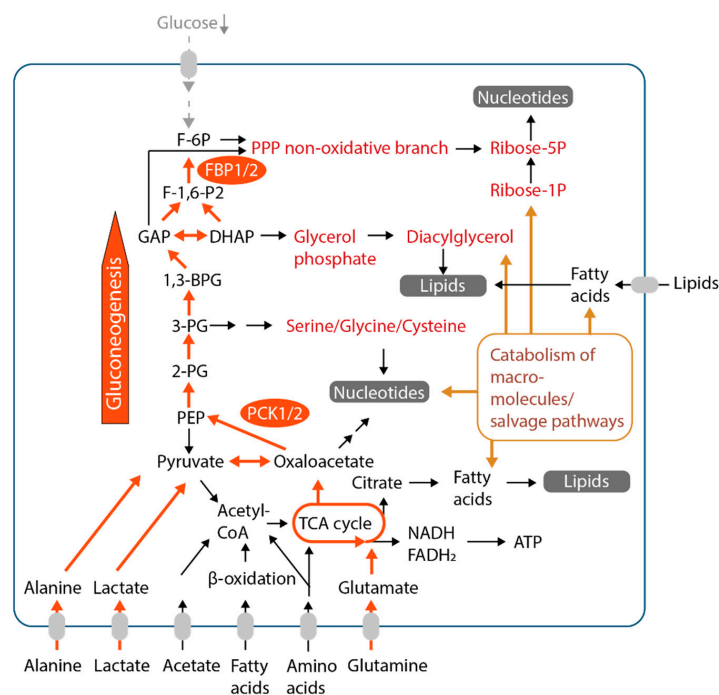 Glucose↓
Nucleotides
F-6P
PPP non-oxidative branch
Ribose-5P
FBP1/2
F-1,6-P2
Ribose-1P
GAP
DHAP
Glycerol
phosphate
Diacylglycerol
Gluconeogenesis
1,3-BPG
Lipids
Fatty
acids
Lipids
3-PG
Serine/Glycine/Cysteine
Catabolism of
macro-
molecules/
salvage pathways
2-PG
Nucleotides
PEP
PCK1/2
Pyruvate
Oxaloacetate
Citrate
Fatty
acids
Lipids
Acetyl-
CoA
TCA cycle
NADH
FADH₂
ATP
β-oxidation
Alanine
Lactate
Glutamate
Alanine
Lactate
Acetate
Fatty
acids
Amino
acids
Glutamine